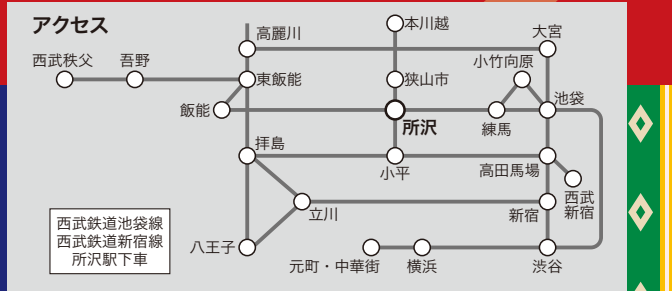 アクセス
高麗川
本川越
大宮
西武秩父
吾野
東飯能
狭山市
小竹向原
飯能
所沢
練馬
池袋
拝島
小平
高田馬場
西武
新宿
立川
新宿
八王子
元町・中華街
横浜
渋谷
西武鉄道池袋線
西武鉄道新宿線
所沢駅下車